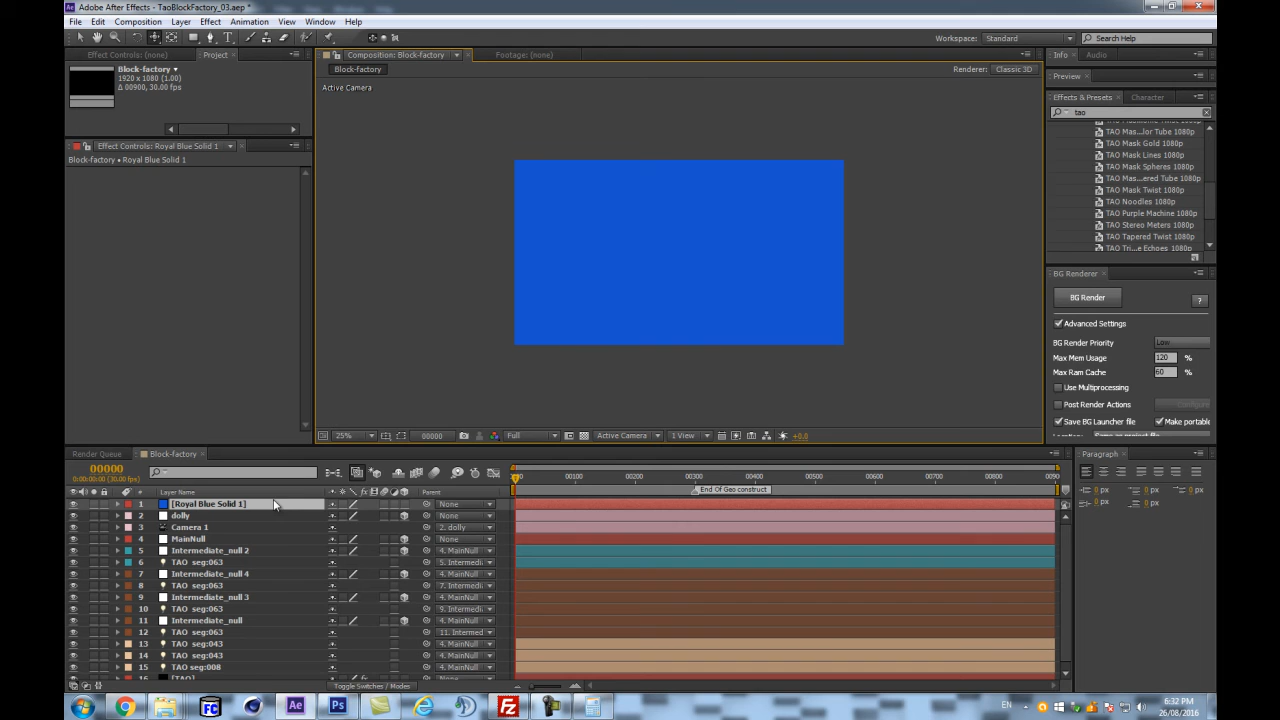 Adobe After Effects - TaoBlockFactory_03.aep *
File Edit Composition Layer Effect Animation View Window Help
Workspace: Standard Search Help
Effect Controls: (none) Project Composition: Block-factory Footage: (none) Info Audio
Block-factory
1920 x 1080 (1.00)
Δ 00900, 30.00 fps
Block-factory Renderer: Classic 3D
Active Camera
Preview
Effects & Presets Character
tao
TAO Mas...lor Tube 1080p
TAO Mask Gold 1080p
TAO Mask Lines 1080p
TAO Mask Spheres 1080p
TAO Mas...ered Tube 1080p
TAO Mask Twist 1080p
TAO Noodles 1080p
TAO Purple Machine 1080p
TAO Stereo Meters 1080p
TAO Tapered Twist 1080p
TAO Tri...e Echoes 1080p
Effect Controls: Royal Blue Solid 1
Block-factory • Royal Blue Solid 1
BG Renderer
BG Render ?
Advanced Settings
BG Render Priority Low
Max Mem Usage 120 %
Max Ram Cache 60 %
Use Multiprocessing
Post Render Actions
Save BG Launcher file Make portable
25% 00000 Full Active Camera 1 View +0.0
Render Queue Block-factory
Paragraph
00000
0:00:00:00 (30.00 fps)
00 00100 00200 00300 00400 00500 00600 00700 00800 0090
# Layer Name Parent
End Of Geo construct
0 px 0 px 0 px
0 px 0 px
1 [Royal Blue Solid 1] None
2 dolly None
3 Camera 1 2. dolly
4 MainNull None
5 Intermediate_null 2 4. MainNull
6 TAO seg:063 5. Intermedi
7 Intermediate_null 4 4. MainNull
8 TAO seg:063 7. Intermedi
9 Intermediate_null 3 4. MainNull
10 TAO seg:063 9. Intermedi
11 Intermediate_null 4. MainNull
12 TAO seg:063 11. Intermed
13 TAO seg:043 4. MainNull
14 TAO seg:043 4. MainNull
15 TAO seg:008 4. MainNull
16 [TAO] None
Toggle Switches / Modes
EN 6:32 PM
26/08/2016